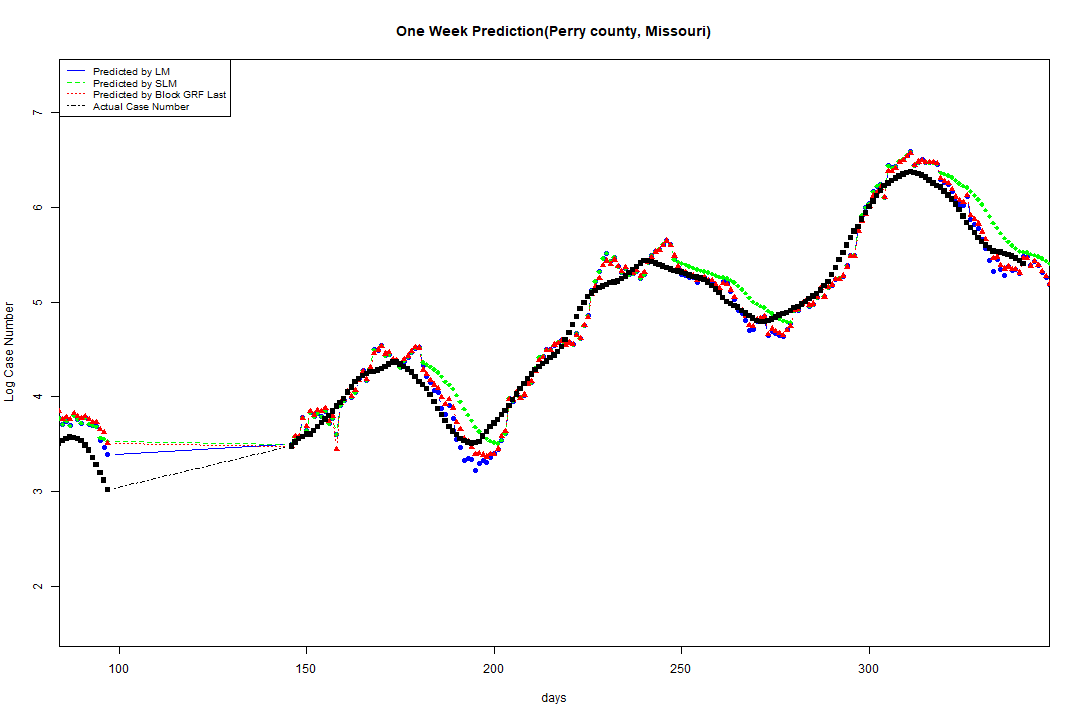 One Week Prediction(Perry county, Missouri)
Predicted by LM
Predicted by SLM
Predicted by Block GRF Last
Actual Case Number
7
6
5
4
3
2
Log Case Number
100 150 200 250 300
days